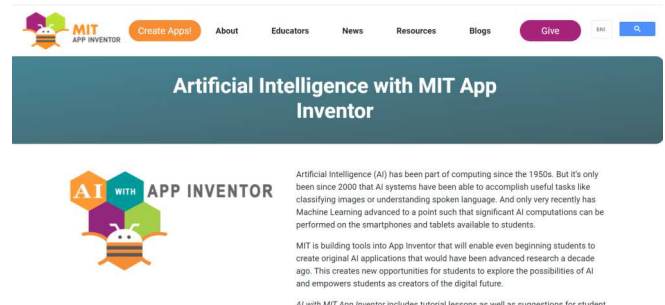 MIT
APP INVENTOR
Create Apps!
About
Educators
News
Resources
Blogs
Give
Artificial Intelligence with MIT App
Inventor
AI WITH APP INVENTOR
Artificial Intelligence (AI) has been part of computing since the 1950s. But it's only
been since 2000 that AI systems have been able to accomplish useful tasks like
classifying images or understanding spoken language. And only very recently has
Machine Learning advanced to a point such that significant AI computations can be
performed on the smartphones and tablets available to students.
MIT is building tools into App Inventor that will enable even beginning students to
create original AI applications that would have been advanced research a decade
ago. This creates new opportunities for students to explore the possibilities of AI
and empowers students as creators of the digital future.
AI with MIT App Inventor includes tutorial lessons as well as suggestions for student